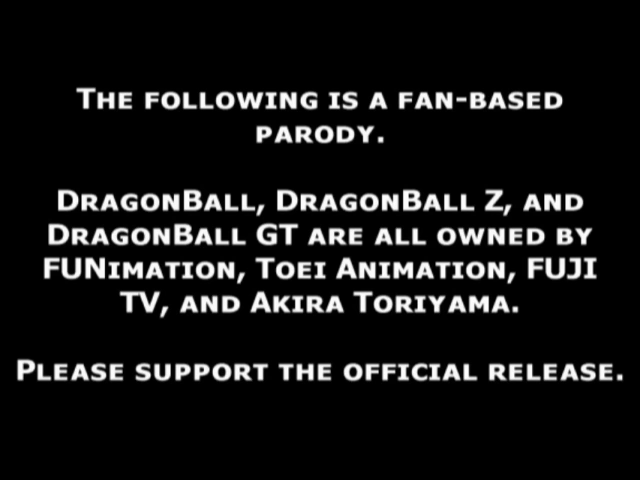 The following is a fan-based
parody.
DragonBall, DragonBall Z, and
DragonBall GT are all owned by
FUNimation, Toei Animation, FUJI
TV, and Akira Toriyama.
Please support the official release.